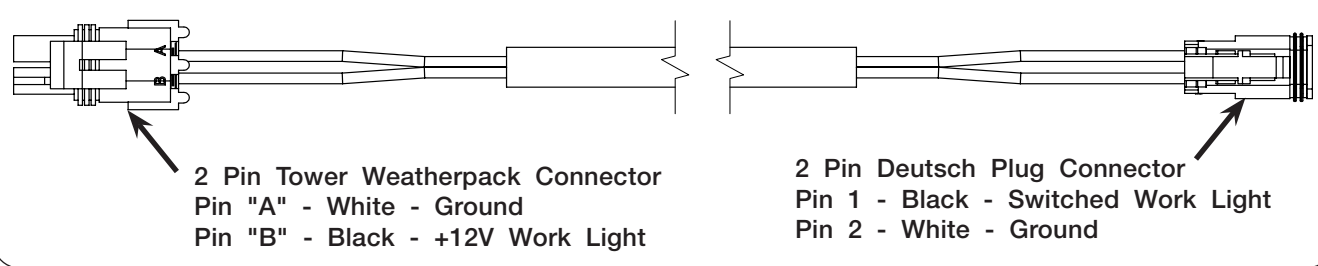 A
B
2 Pin Tower Weatherpack Connector
Pin "A" - White - Ground
Pin "B" - Black - +12V Work Light
2 Pin Deutsch Plug Connector
Pin 1 - Black - Switched Work Light
Pin 2 - White - Ground